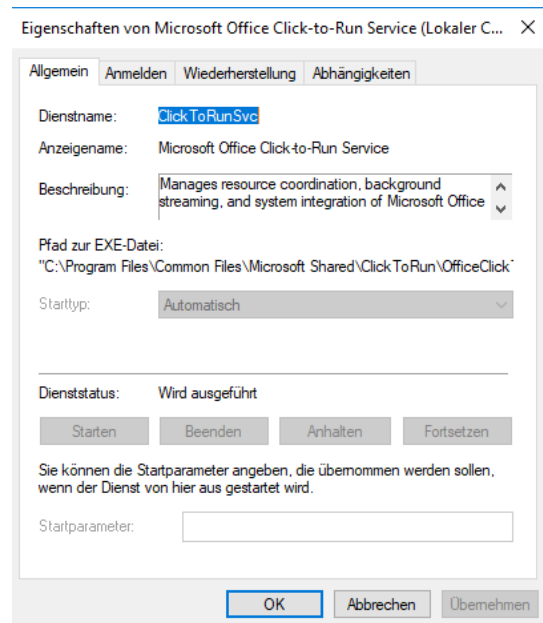 Eigenschaften von Microsoft Office Click-to-Run Service (Lokaler C...
Allgemein Anmelden Wiederherstellung Abhängigkeiten
Dienstname: ClickToRunSvc
Anzeigename: Microsoft Office Click-to-Run Service
Beschreibung: Manages resource coordination, background
streaming, and system integration of Microsoft Office
Pfad zur EXE-Datei:
"C:\Program Files\Common Files\Microsoft Shared\ClickToRun\OfficeClick
Starttyp: Automatisch
Dienststatus: Wird ausgeführt
Starten Beenden Anhalten Fortsetzen
Sie können die Startparameter angeben, die übernommen werden sollen,
wenn der Dienst von hier aus gestartet wird.
Startparameter:
OK Abbrechen Übernehmen